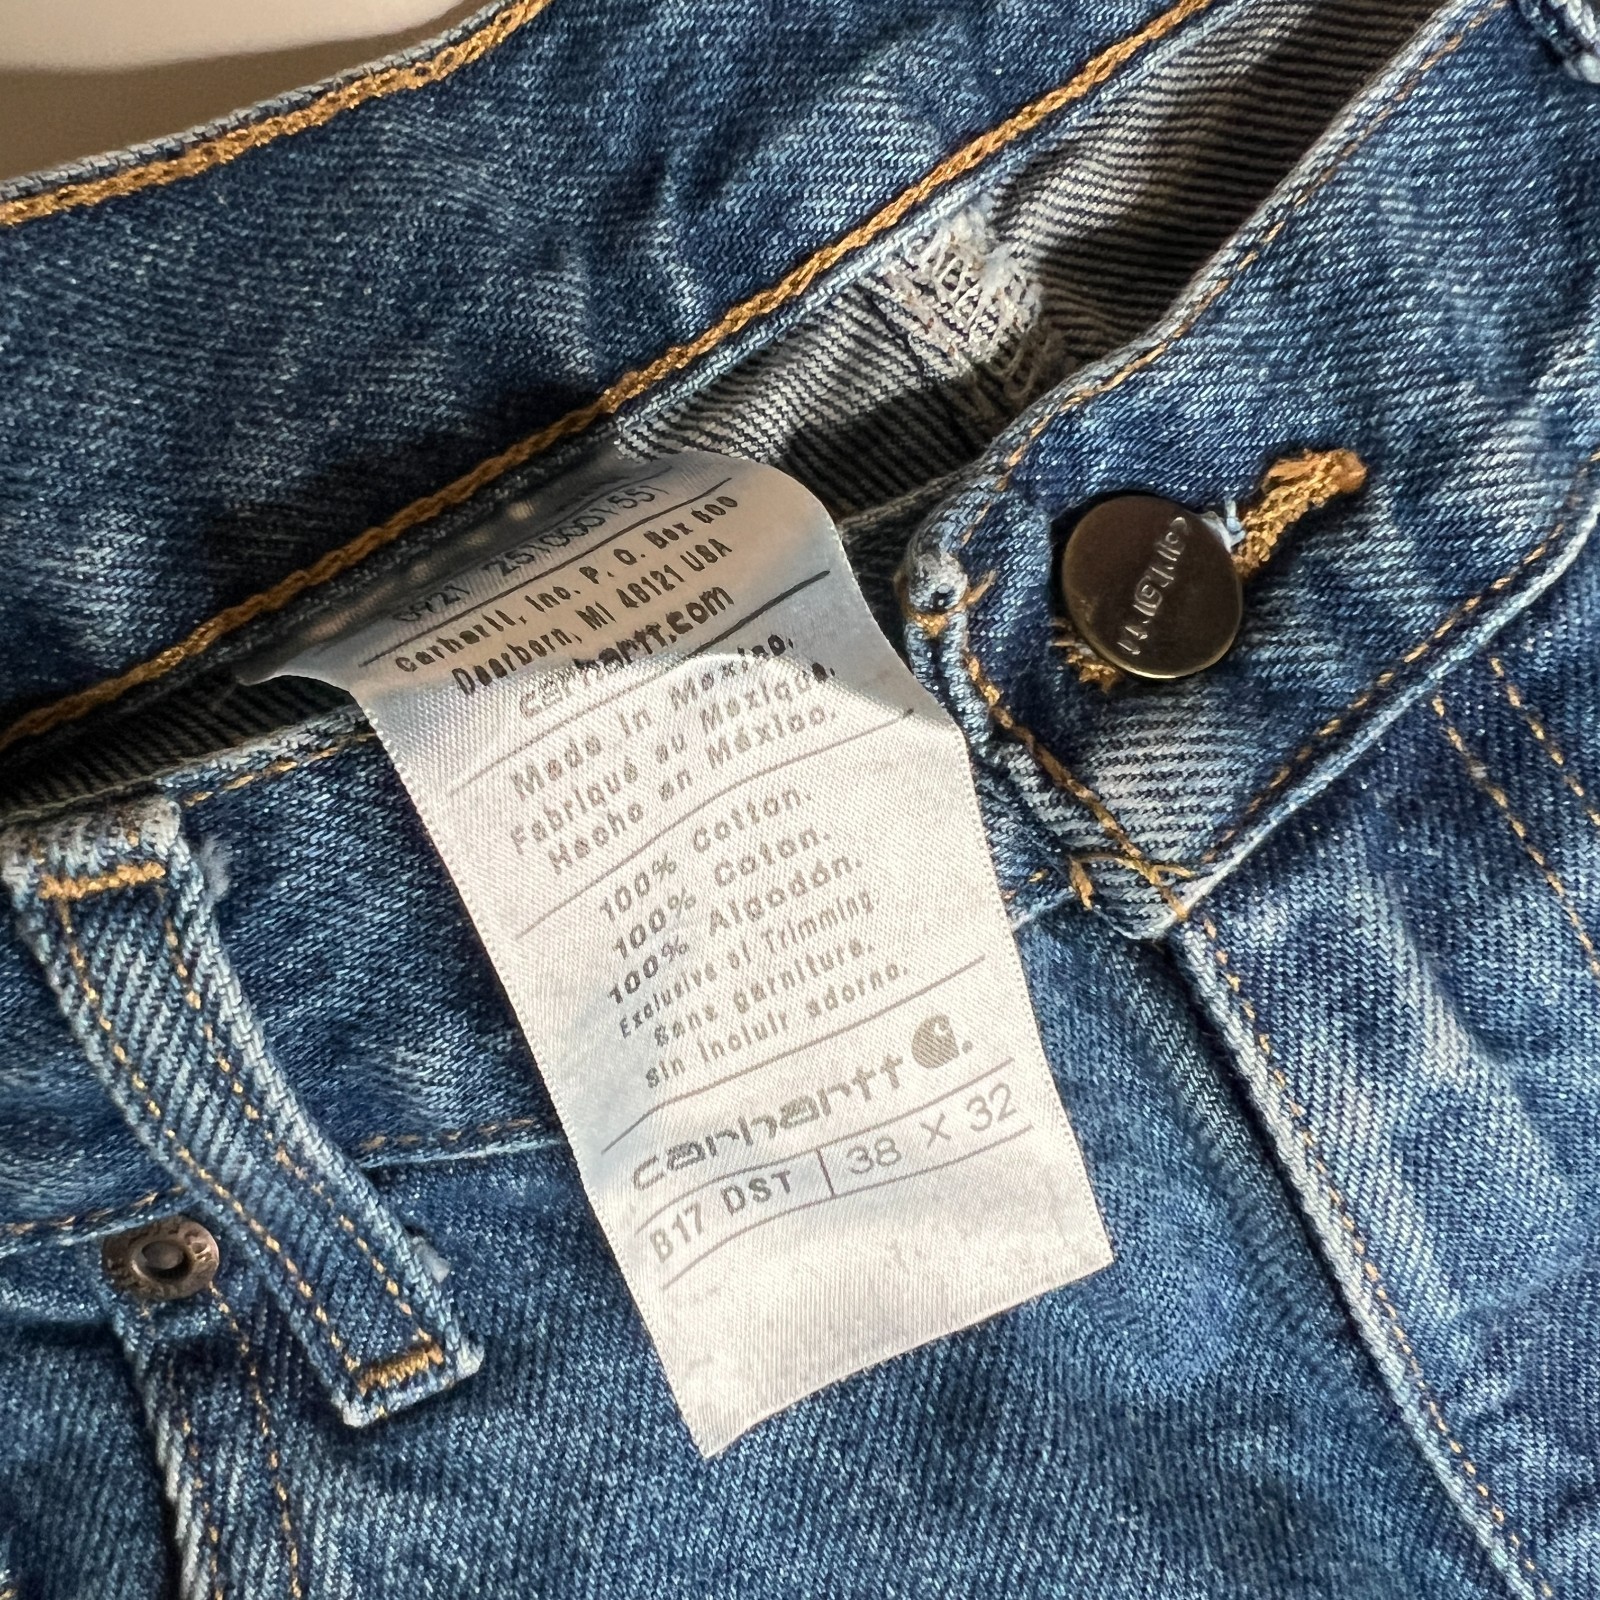 Carhartt, Inc. P. O. Box 600
Dearborn, MI 48121 USA
carhartt.com
Made in Mexico.
Fabriqué au Mexique.
Hecho en México.
100% Cotton.
100% Coton.
100% Algodón.
Exclusive of Trimming
Sans garniture.
sin incluir adorno.
carhartt
B17 DST 38 X 32
carhartt